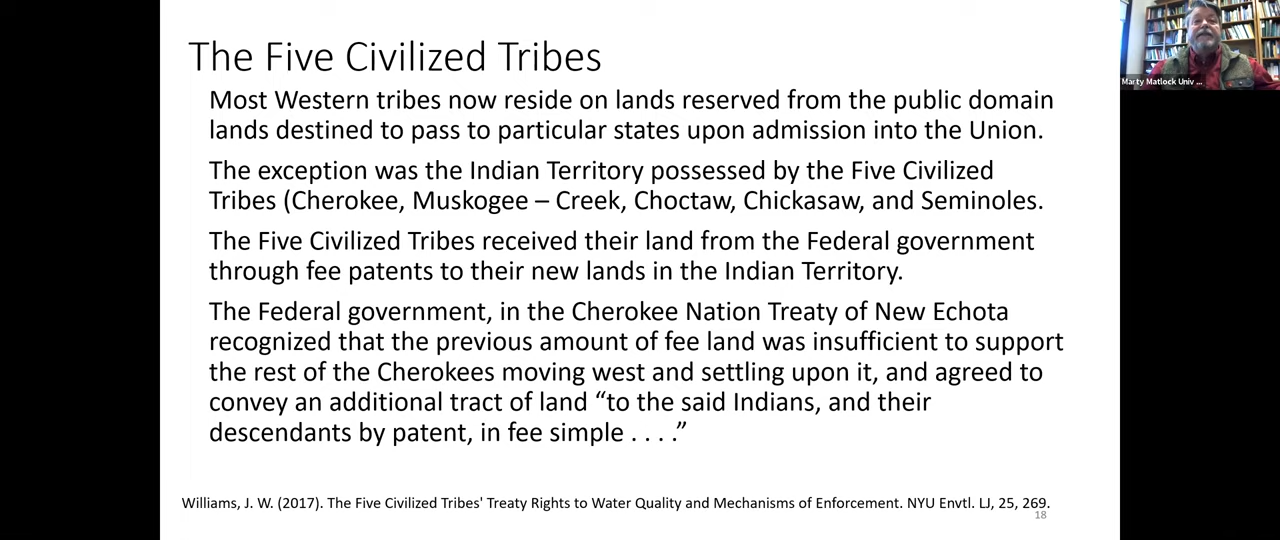 The Five Civilized Tribes
Most Western tribes now reside on lands reserved from the public domain
lands destined to pass to particular states upon admission into the Union.
The exception was the Indian Territory possessed by the Five Civilized
Tribes (Cherokee, Muskogee – Creek, Choctaw, Chickasaw, and Seminoles.
The Five Civilized Tribes received their land from the Federal government
through fee patents to their new lands in the Indian Territory.
The Federal government, in the Cherokee Nation Treaty of New Echota
recognized that the previous amount of fee land was insufficient to support
the rest of the Cherokees moving west and settling upon it, and agreed to
convey an additional tract of land “to the said Indians, and their
descendants by patent, in fee simple . . . .”
Williams, J. W. (2017). The Five Civilized Tribes' Treaty Rights to Water Quality and Mechanisms of Enforcement. NYU Envtl. LJ, 25, 269.
18
Marty Matlock Univ ...